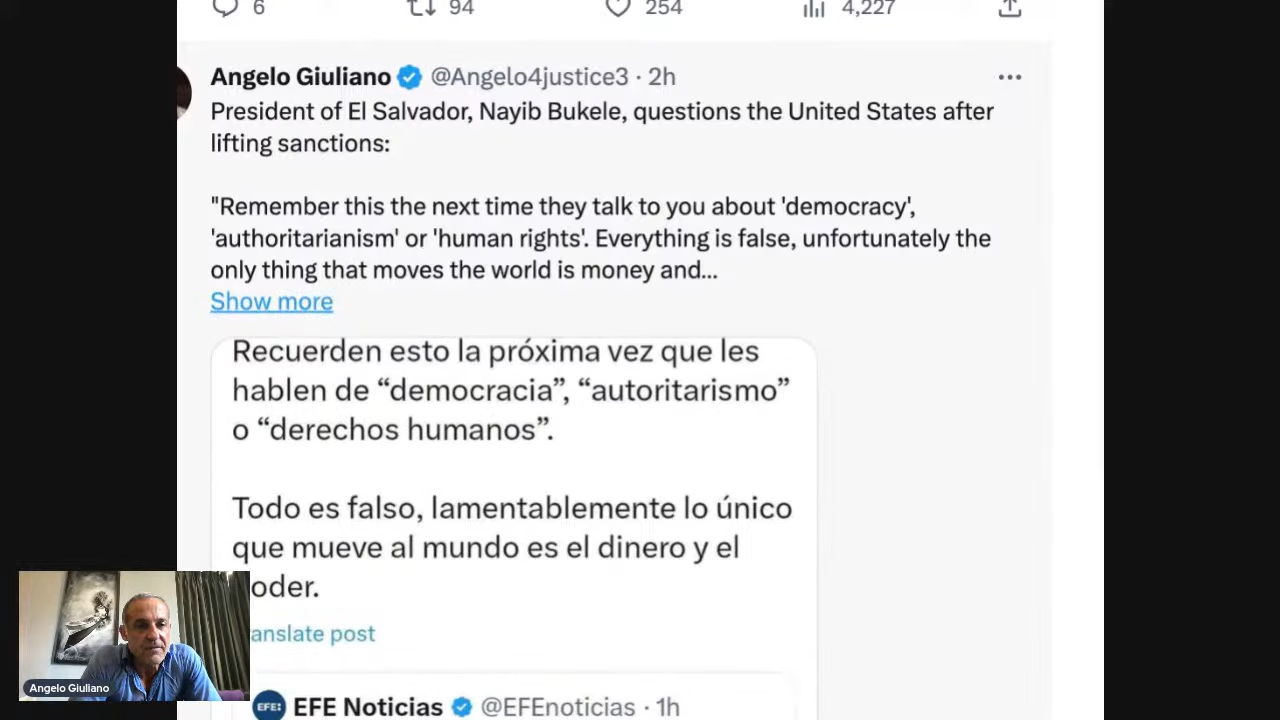 6 94 254 4,227
Angelo Giuliano @Angelo4justice3 · 2h
President of El Salvador, Nayib Bukele, questions the United States after
lifting sanctions:
"Remember this the next time they talk to you about 'democracy',
'authoritarianism' or 'human rights'. Everything is false, unfortunately the
only thing that moves the world is money and...
Show more
Recuerden esto la próxima vez que les
hablen de “democracia”, “autoritarismo”
o “derechos humanos”.
Todo es falso, lamentablemente lo único
que mueve al mundo es el dinero y el
oder.
anslate post
Angelo Giuliano
EFE: EFE Noticias @EFEnoticias · 1h